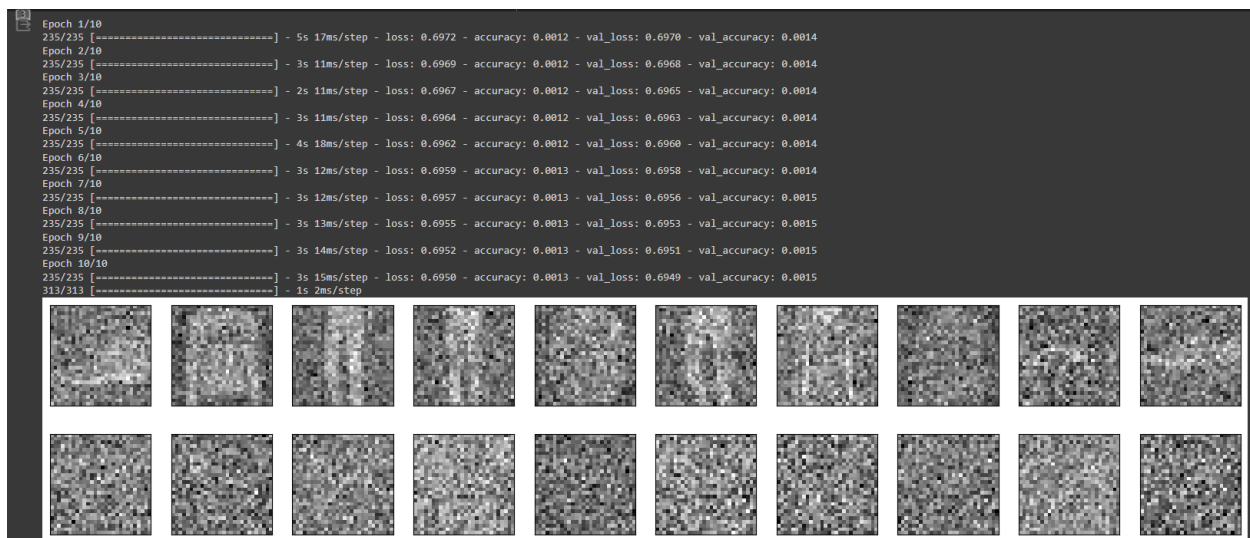 Epoch 1/10
235/235 [==============================] - 5s 17ms/step - loss: 0.6972 - accuracy: 0.0012 - val_loss: 0.6970 - val_accuracy: 0.0014
Epoch 2/10
235/235 [==============================] - 3s 11ms/step - loss: 0.6969 - accuracy: 0.0012 - val_loss: 0.6968 - val_accuracy: 0.0014
Epoch 3/10
235/235 [==============================] - 2s 11ms/step - loss: 0.6967 - accuracy: 0.0012 - val_loss: 0.6965 - val_accuracy: 0.0014
Epoch 4/10
235/235 [==============================] - 3s 11ms/step - loss: 0.6964 - accuracy: 0.0012 - val_loss: 0.6963 - val_accuracy: 0.0014
Epoch 5/10
235/235 [==============================] - 4s 18ms/step - loss: 0.6962 - accuracy: 0.0012 - val_loss: 0.6960 - val_accuracy: 0.0014
Epoch 6/10
235/235 [==============================] - 3s 12ms/step - loss: 0.6959 - accuracy: 0.0013 - val_loss: 0.6958 - val_accuracy: 0.0014
Epoch 7/10
235/235 [==============================] - 3s 12ms/step - loss: 0.6957 - accuracy: 0.0013 - val_loss: 0.6956 - val_accuracy: 0.0015
Epoch 8/10
235/235 [==============================] - 3s 13ms/step - loss: 0.6955 - accuracy: 0.0013 - val_loss: 0.6953 - val_accuracy: 0.0015
Epoch 9/10
235/235 [==============================] - 3s 14ms/step - loss: 0.6952 - accuracy: 0.0013 - val_loss: 0.6951 - val_accuracy: 0.0015
Epoch 10/10
235/235 [==============================] - 3s 15ms/step - loss: 0.6950 - accuracy: 0.0013 - val_loss: 0.6949 - val_accuracy: 0.0015
313/313 [==============================] - 1s 2ms/step